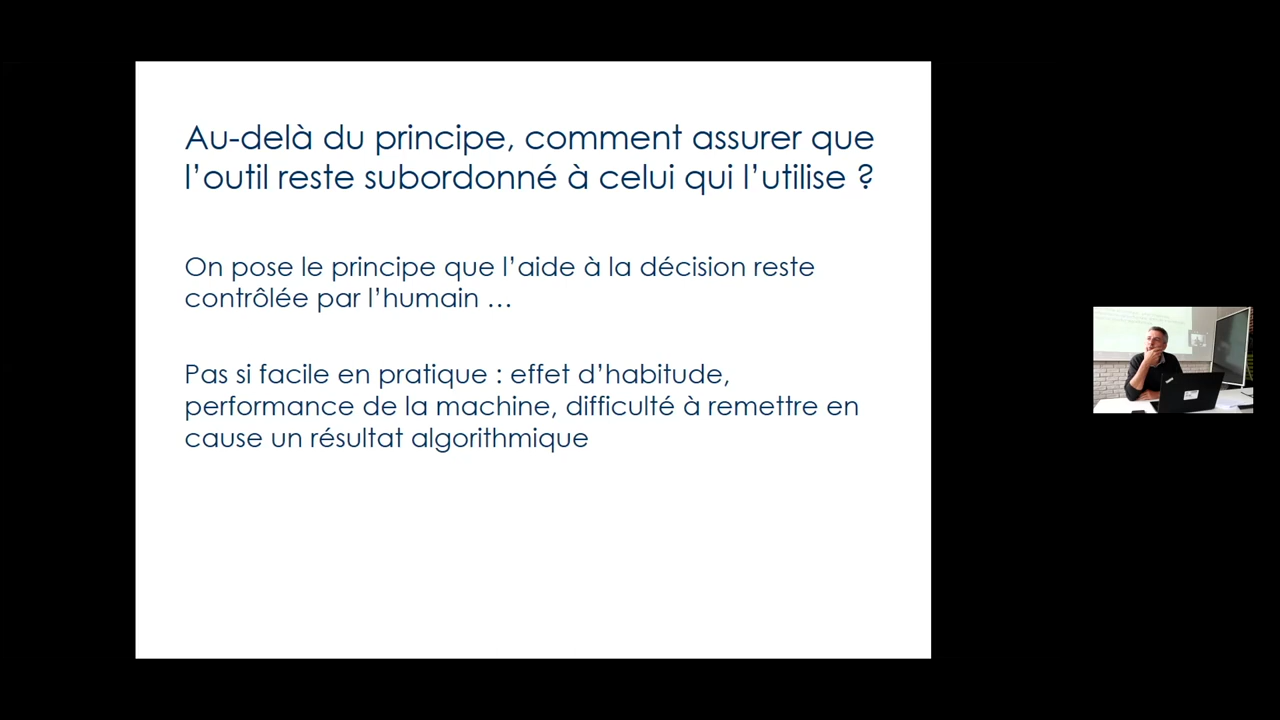 Au-delà du principe, comment assurer que
l’outil reste subordonné à celui qui l’utilise ?
On pose le principe que l’aide à la décision reste
contrôlée par l’humain …
Pas si facile en pratique : effet d’habitude,
performance de la machine, difficulté à remettre en
cause un résultat algorithmique